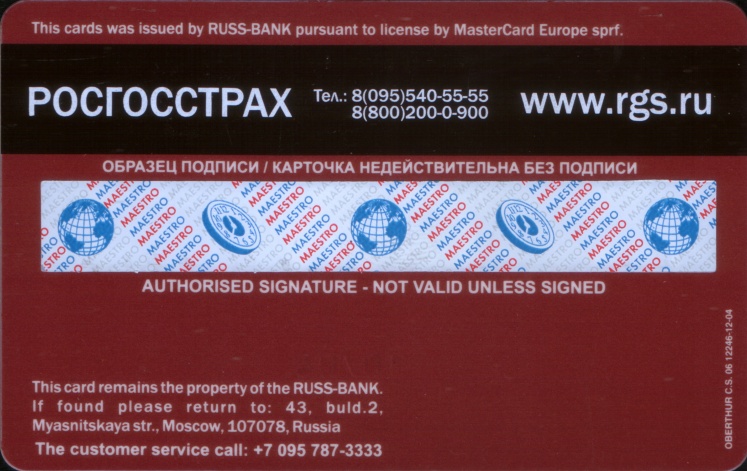 This cards was issued by RUSS-BANK pursuant to license by MasterCard Europe sprf.
РОСГОССТРАХ
Тел.: 8(095)540-55-55
8(800)200-0-900
www.rgs.ru
ОБРАЗЕЦ ПОДПИСИ / КАРТОЧКА НЕДЕЙСТВИТЕЛЬНА БЕЗ ПОДПИСИ
MAESTRO MAESTRO MAESTRO MAESTRO
AUTHORISED SIGNATURE - NOT VALID UNLESS SIGNED
This card remains the property of the RUSS-BANK.
If found please return to: 43, buld.2,
Myasnitskaya str., Moscow, 107078, Russia
The customer service call: +7 095 787-3333
OBERTHUR C.S. 06 12246-12-04